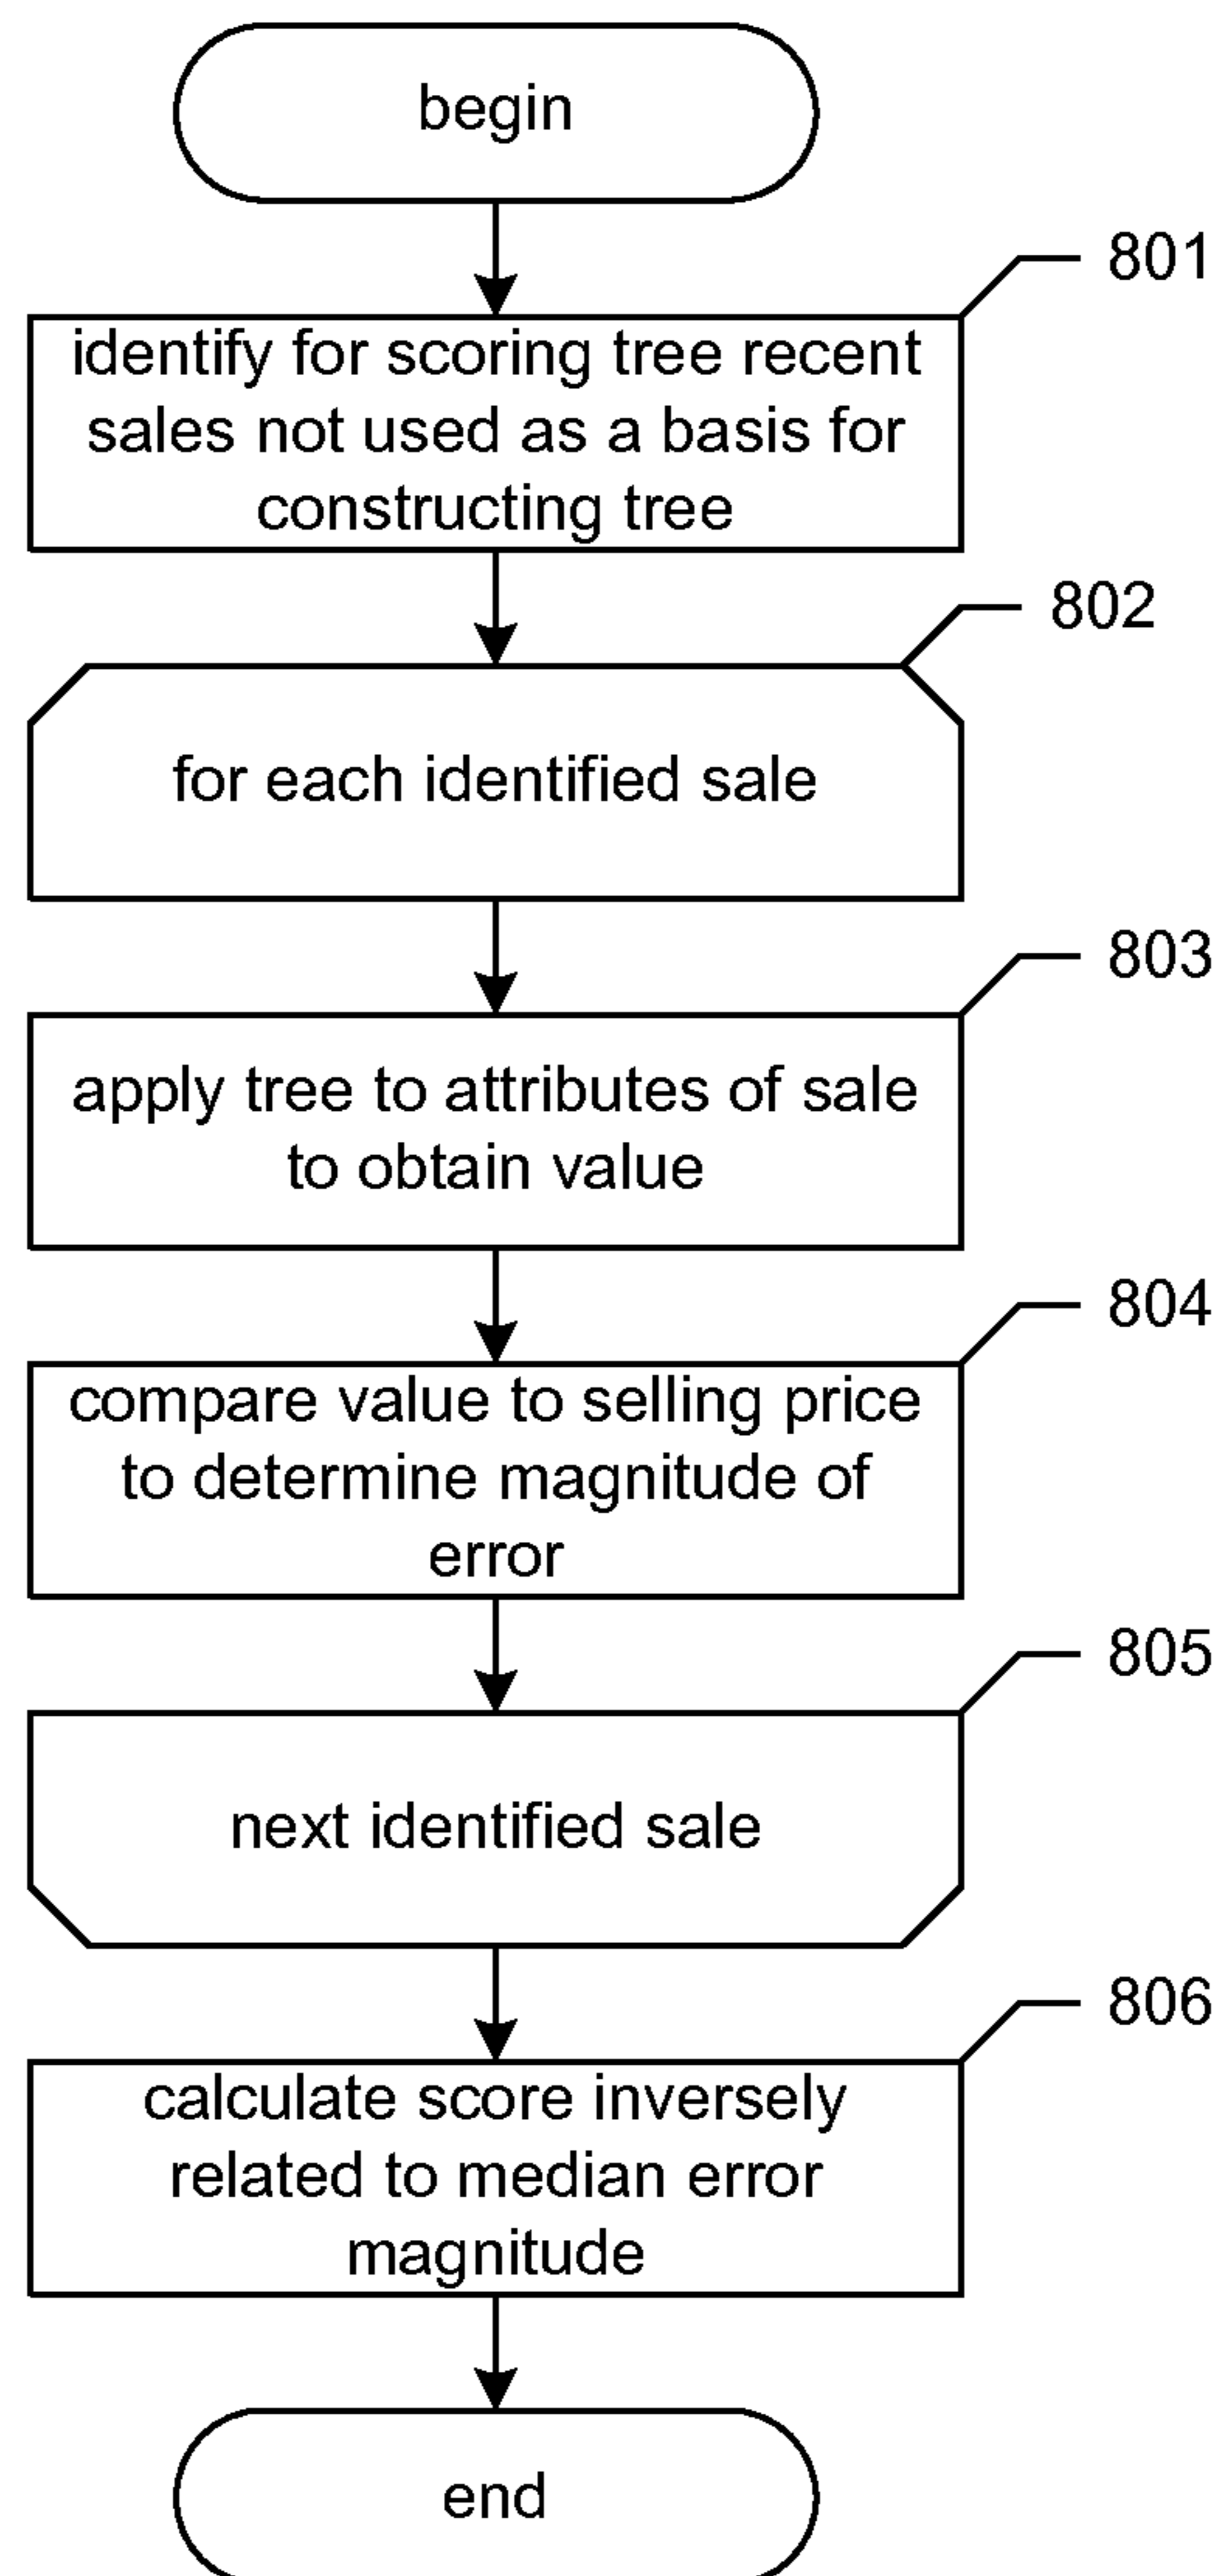 begin
801
identify for scoring tree recent
sales not used as a basis for
constructing tree
802
for each identified sale
803
apply tree to attributes of sale
to obtain value
804
compare value to selling price
to determine magnitude of
error
805
next identified sale
806
calculate score inversely
related to median error
magnitude
end